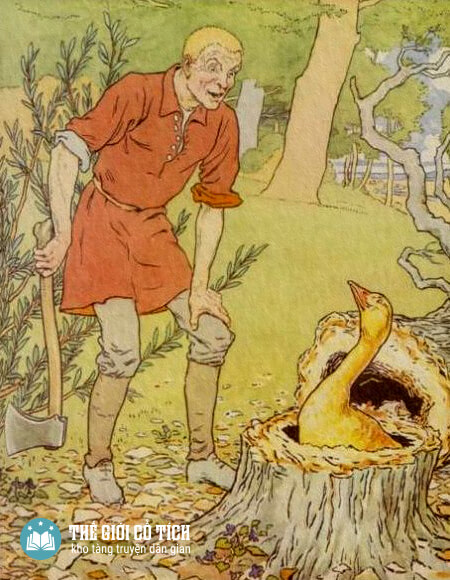 THẾ GIỚI CỔ TÍCH
kho tàng truyện dân gian